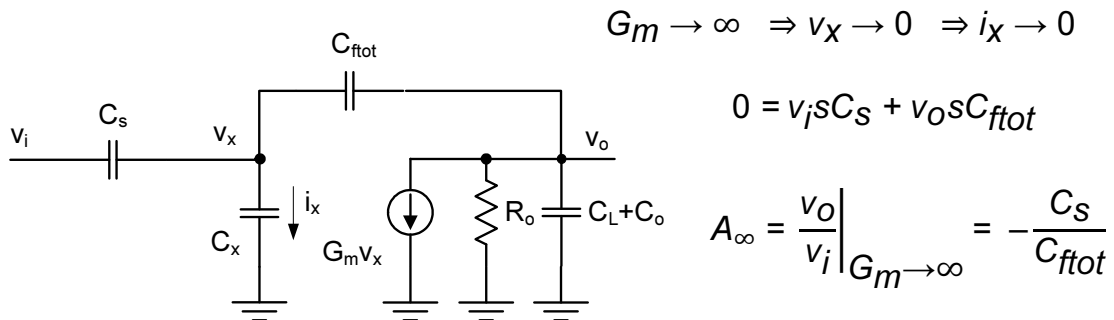 G_m → ∞ ⇒ v_x → 0 ⇒ i_x → 0
C_ftot
0 = v_i sC_s + v_o sC_ftot
C_s
v_i
v_x
v_o
i_x
C_x
G_m v_x
R_o
C_L+C_o
A_∞ = v_o / v_i |_{G_m→∞} = − C_s / C_ftot